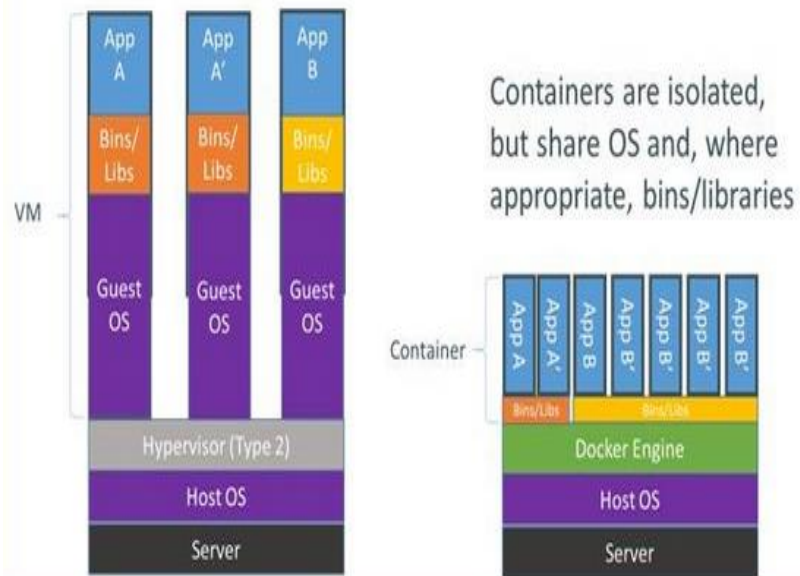 App
A
App
A'
App
B
Bins/
Libs
Bins/
Libs
Bins/
Libs
VM
Guest
OS
Guest
OS
Guest
OS
Hypervisor (Type 2)
Host OS
Server
Containers are isolated,
but share OS and, where
appropriate, bins/libraries
Container
App A
App A'
App B
App B'
App B'
App B'
App B'
Bins/Libs
Bins/Libs
Docker Engine
Host OS
Server